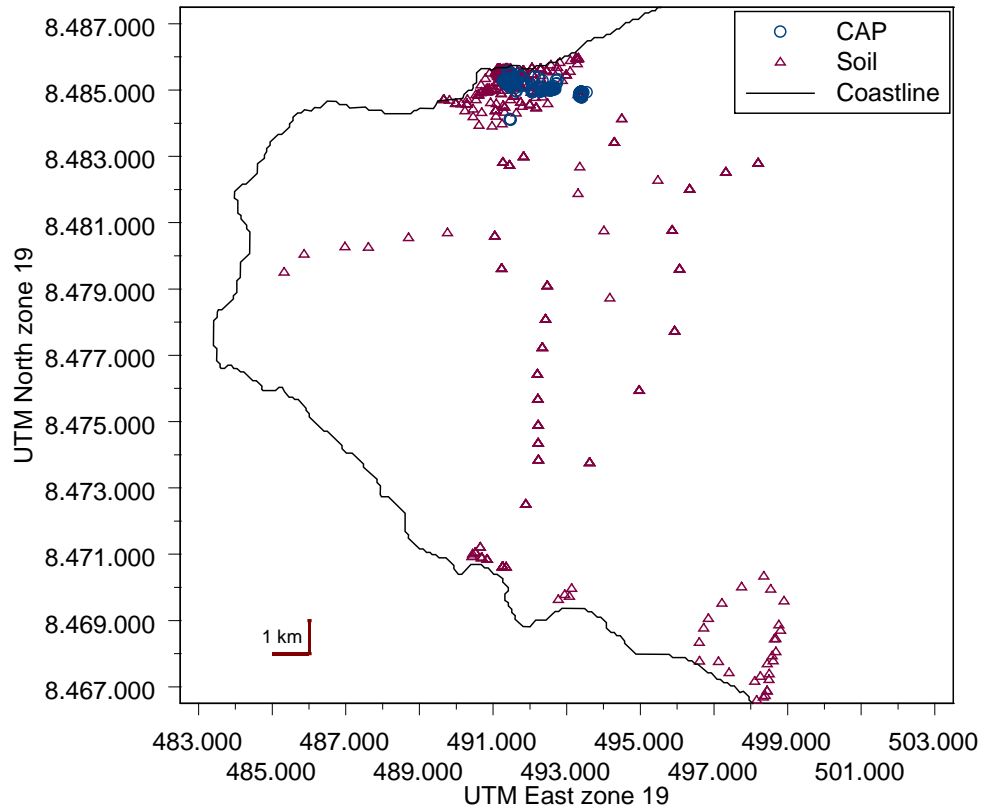 8.487.000
8.485.000
8.483.000
8.481.000
8.479.000
8.477.000
8.475.000
8.473.000
8.471.000
8.469.000
8.467.000
UTM North zone 19
CAP
Soil
Coastline
1 km
483.000 487.000 491.000 495.000 499.000 503.000
485.000 489.000 493.000 497.000 501.000
UTM East zone 19